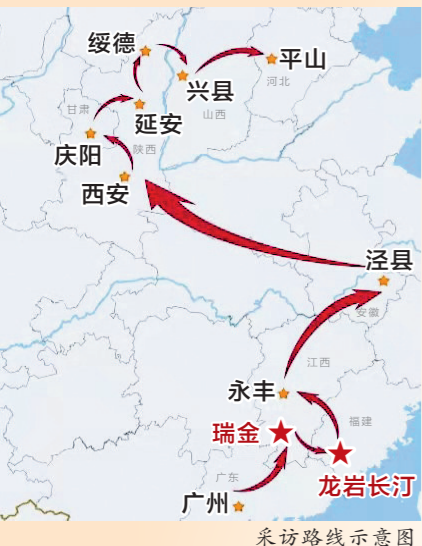 绥德
平山
兴县
河北
山西
甘肃
延安
庆阳
陕西
西安
泾县
安徽
江西
永丰
福建
瑞金
龙岩长汀
广东
广州
采访路线示意图